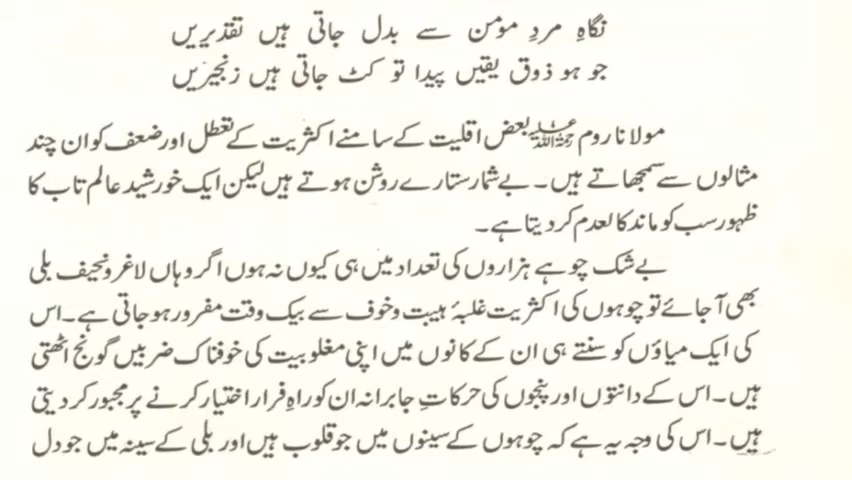 نگاہِ مردِ مومن سے بدل جاتی ہیں تقدیریں
جو ہو ذوقِ یقیں پیدا تو کٹ جاتی ہیں زنجیریں
مولانا روم رحمۃ اللہ علیہ بعض اقلیت کے سامنے اکثریت کے تعطل اور ضعف کو ان چند
مثالوں سے سمجھاتے ہیں۔ بے شمار ستارے روشن ہوتے ہیں لیکن ایک خورشید عالم تاب کا
ظہور سب کو ماند کالعدم کر دیتا ہے۔
بے شک چوہے ہزاروں کی تعداد میں ہی کیوں نہ ہوں اگر وہاں لاغر و نحیف بلی
بھی آ جائے تو چوہوں کی اکثریت غلبۂ ہیبت و خوف سے بیک وقت مفرور ہو جاتی ہے۔ اس
کی ایک میاؤں کو سنتے ہی ان کے کانوں میں اپنی مغلوبیت کی خوفناک ضربیں گونج اٹھتی
ہیں۔ اس کے دانتوں اور پنجوں کی حرکاتِ جابرانہ ان کو راہِ فرار اختیار کرنے پر مجبور کر دیتی
ہیں۔ اس کی وجہ یہ ہے کہ چوہوں کے سینوں میں جو قلوب ہیں اور بلی کے سینہ میں جو دل